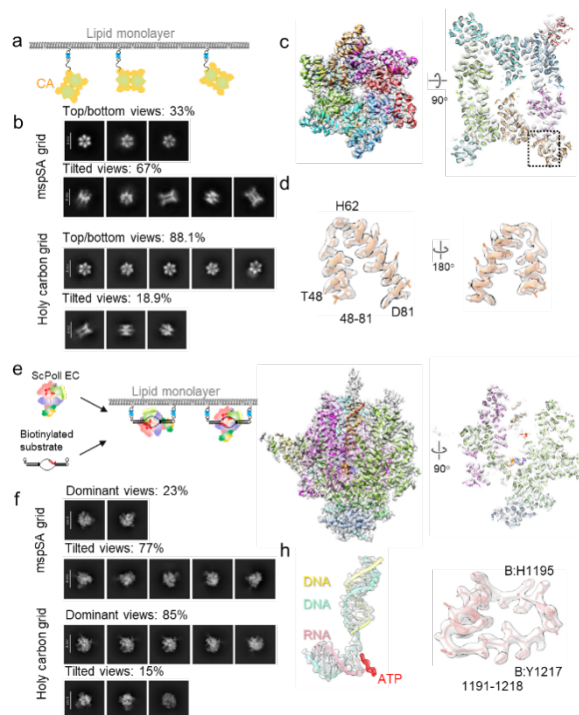 a
Lipid monolayer
CA
b
Top/bottom views: 33%
mspSA grid
Tilted views: 67%
Top/bottom views: 88.1%
Holy carbon grid
Tilted views: 18.9%
c
90°
d
H62
T48
D81
48-81
180°
e
ScPolI EC
Lipid monolayer
Biotinylated
substrate
90°
f
Dominant views: 23%
mspSA grid
Tilted views: 77%
Dominant views: 85%
Holy carbon grid
Tilted views: 15%
h
DNA
DNA
RNA
ATP
B:H1195
B:Y1217
1191-1218